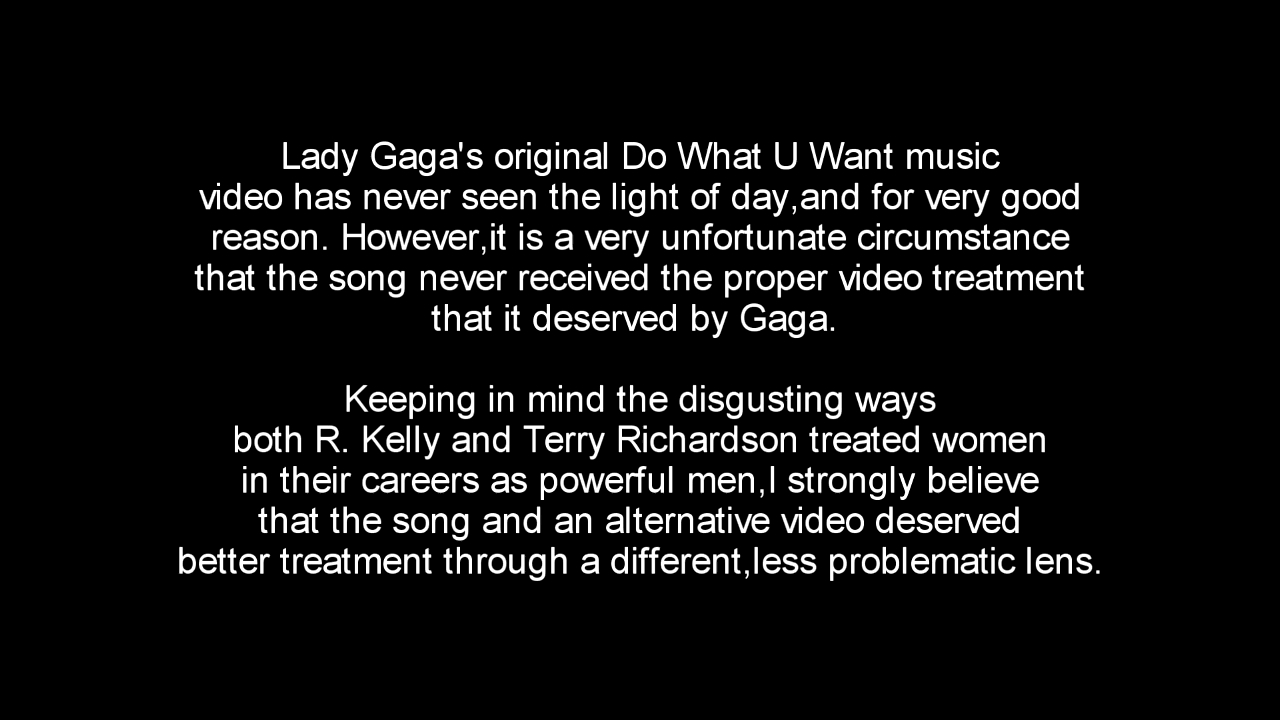 Lady Gaga's original Do What U Want music
video has never seen the light of day,and for very good
reason. However,it is a very unfortunate circumstance
that the song never received the proper video treatment
that it deserved by Gaga.
Keeping in mind the disgusting ways
both R. Kelly and Terry Richardson treated women
in their careers as powerful men,I strongly believe
that the song and an alternative video deserved
better treatment through a different,less problematic lens.